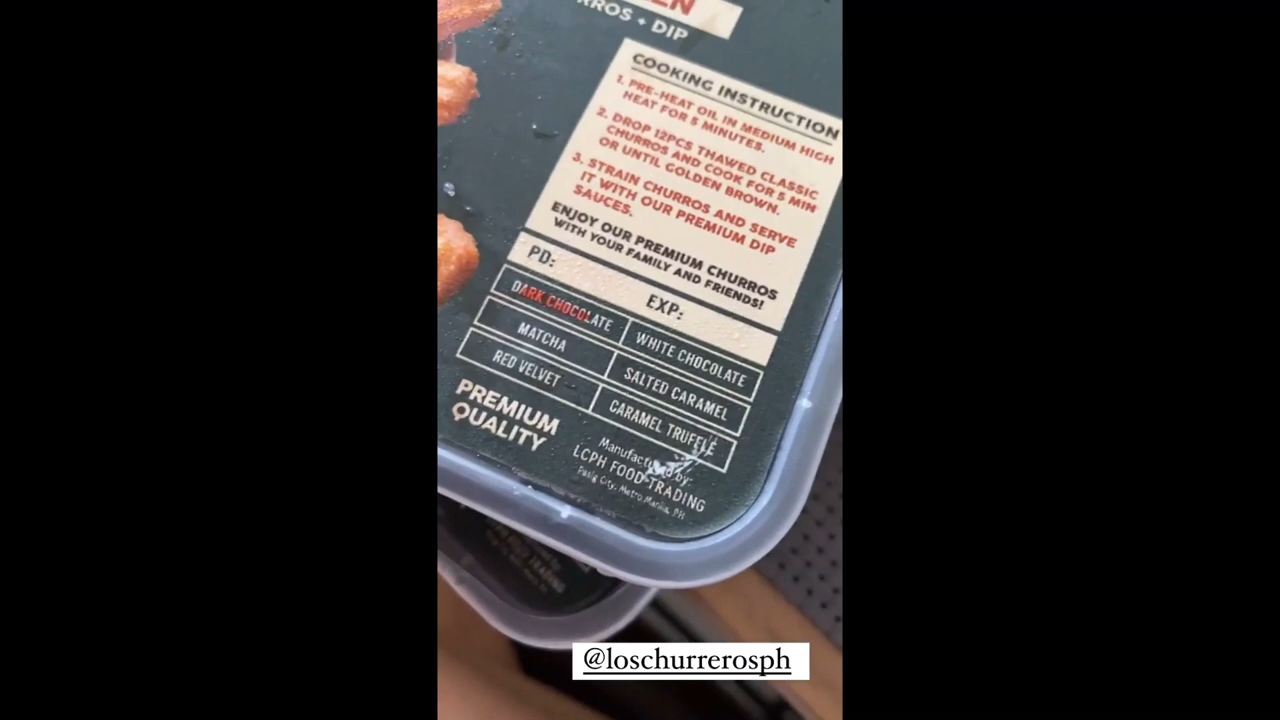 RROS + DIP
COOKING INSTRUCTION
1. PRE-HEAT OIL IN MEDIUM HIGH
HEAT FOR 5 MINUTES.
2. DROP 12PCS THAWED CLASSIC
CHURROS AND COOK FOR 5 MIN
OR UNTIL GOLDEN BROWN.
3. STRAIN CHURROS AND SERVE
IT WITH OUR PREMIUM DIP
SAUCES.
ENJOY OUR PREMIUM CHURROS
WITH YOUR FAMILY AND FRIENDS!
PD:
EXP:
DARK CHOCOLATE
WHITE CHOCOLATE
MATCHA
SALTED CARAMEL
RED VELVET
CARAMEL TRUFFLE
PREMIUM
QUALITY
Manufactured by:
LCPH FOOD TRADING
Pasig City, Metro Manila, PH
@loschurrerosph